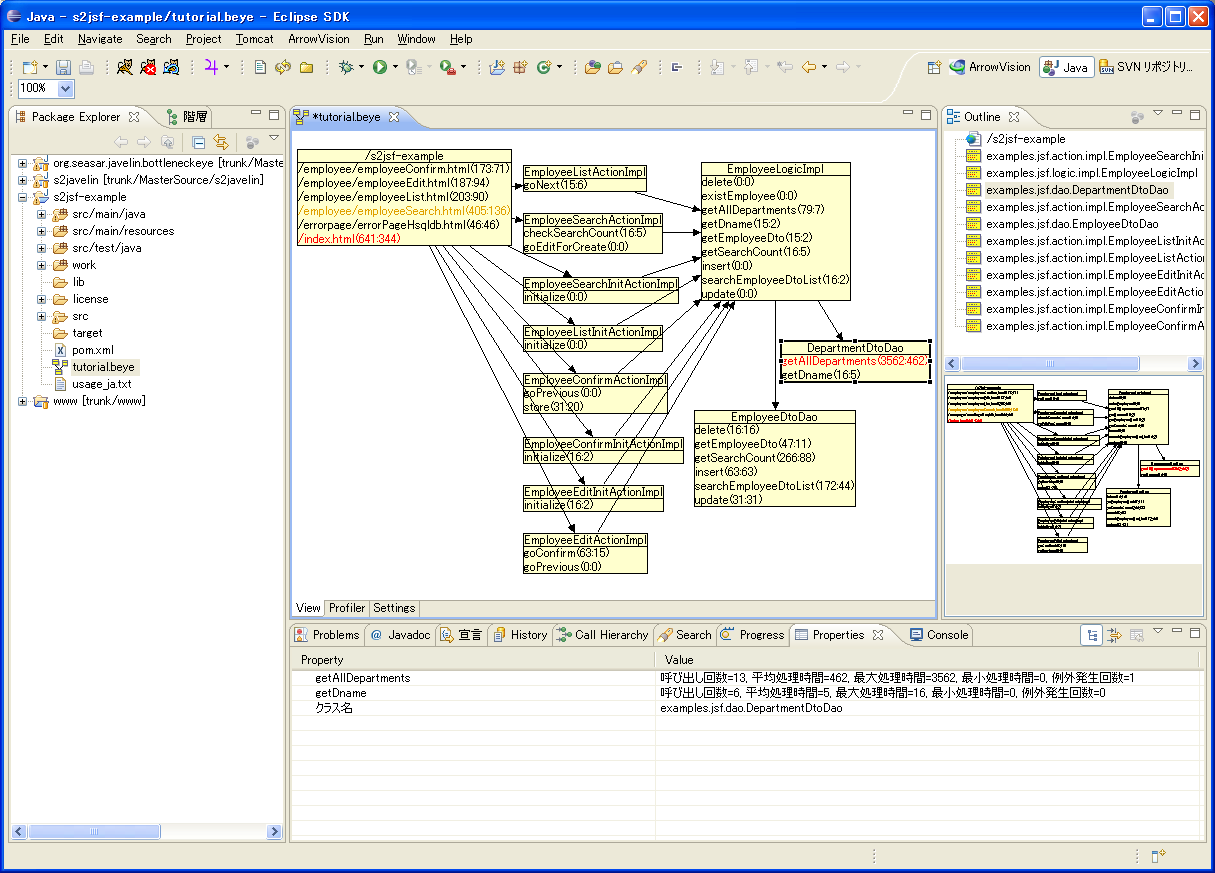 Java - s2jsf-example/tutorial.beye - Eclipse SDK
File Edit Navigate Search Project Tomcat ArrowVision Run Window Help
ArrowVision Java SVN リポジトリ...
100%
Package Explorer 階層
org.seasar.javelin.bottleneckeye [trunk/Maste
s2javelin [trunk/MasterSource/s2javelin]
s2jsf-example
src/main/java
src/main/resources
src/test/java
work
lib
license
src
target
pom.xml
tutorial.beye
usage_ja.txt
www [trunk/www]
*tutorial.beye
/s2jsf-example
/employee/employeeConfirm.html(173:71)
/employee/employeeEdit.html(187:94)
/employee/employeeList.html(203:90)
/employee/employeeSearch.html(405:136)
/errorpage/errorPageHsqldb.html(46:46)
/index.html(641:344)
EmployeeListActionImpl
goNext(15:6)
EmployeeSearchActionImpl
checkSearchCount(16:5)
goEditForCreate(0:0)
EmployeeSearchInitActionImpl
initialize(0:0)
EmployeeListInitActionImpl
initialize(0:0)
EmployeeConfirmActionImpl
goPrevious(0:0)
store(31:20)
EmployeeConfirmInitActionImpl
initialize(16:2)
EmployeeEditInitActionImpl
initialize(16:2)
EmployeeEditActionImpl
goConfirm(63:15)
goPrevious(0:0)
EmployeeLogicImpl
delete(0:0)
existEmployee(0:0)
getAllDepartments(79:7)
getDname(15:2)
getEmployeeDto(15:2)
getSearchCount(16:5)
insert(0:0)
searchEmployeeDtoList(16:2)
update(0:0)
DepartmentDtoDao
getAllDepartments(3562:462)
getDname(16:5)
EmployeeDtoDao
delete(16:16)
getEmployeeDto(47:11)
getSearchCount(266:88)
insert(63:63)
searchEmployeeDtoList(172:44)
update(31:31)
View Profiler Settings
Outline
/s2jsf-example
examples.jsf.action.impl.EmployeeSearchIni
examples.jsf.logic.impl.EmployeeLogicImpl
examples.jsf.dao.DepartmentDtoDao
examples.jsf.action.impl.EmployeeSearchAc
examples.jsf.dao.EmployeeDtoDao
examples.jsf.action.impl.EmployeeListInitAc
examples.jsf.action.impl.EmployeeListAction
examples.jsf.action.impl.EmployeeEditInitAc
examples.jsf.action.impl.EmployeeEditAction
examples.jsf.action.impl.EmployeeConfirmIn
examples.jsf.action.impl.EmployeeConfirmA
Problems Javadoc 宣言 History Call Hierarchy Search Progress Properties Console
Property Value
getAllDepartments 呼び出し回数=13, 平均処理時間=462, 最大処理時間=3562, 最小処理時間=0, 例外発生回数=1
getDname 呼び出し回数=6, 平均処理時間=5, 最大処理時間=16, 最小処理時間=0, 例外発生回数=0
クラス名 examples.jsf.dao.DepartmentDtoDao